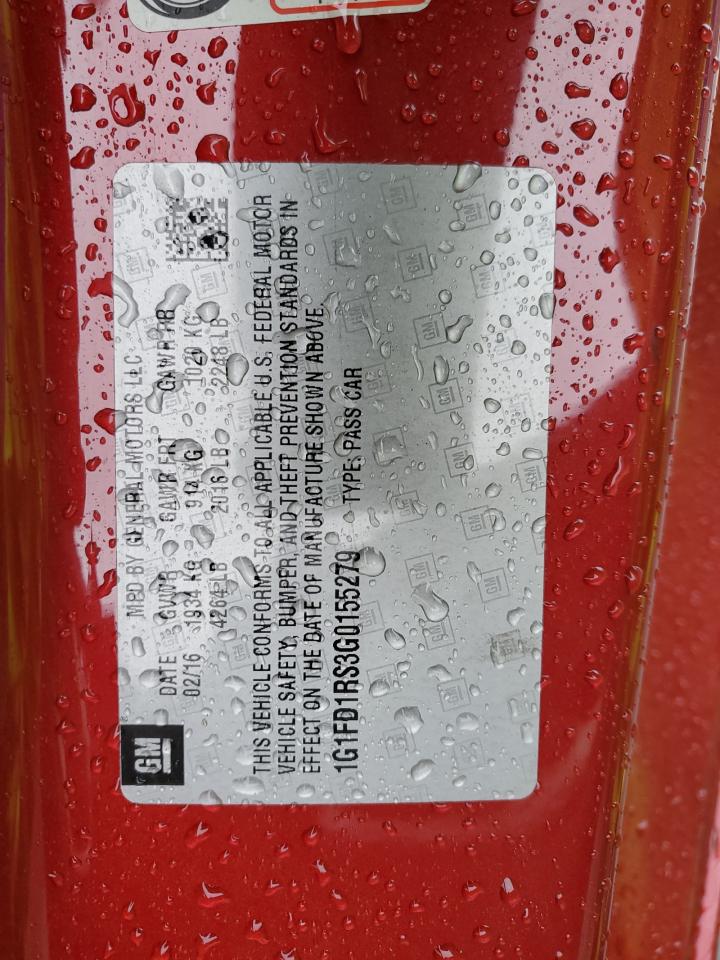 GM
MFD BY GENERAL MOTORS LLC
DATE GVWR GAWR FRT GAWR RR
02/16 1934 KG 914 KG 1020 KG
4264 LB 2016 LB 2248 LB
THIS VEHICLE CONFORMS TO ALL APPLICABLE U.S. FEDERAL MOTOR
VEHICLE SAFETY, BUMPER, AND THEFT PREVENTION STANDARDS IN
EFFECT ON THE DATE OF MANUFACTURE SHOWN ABOVE
1G1FD1RS3G0155279 TYPE: PASS CAR